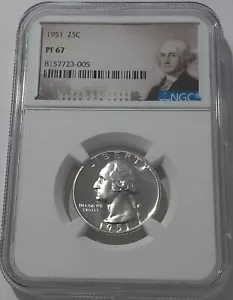 1951 25C
PF 67
8157723-005
NGC
LIBERTY
IN GOD WE
TRUST
1951